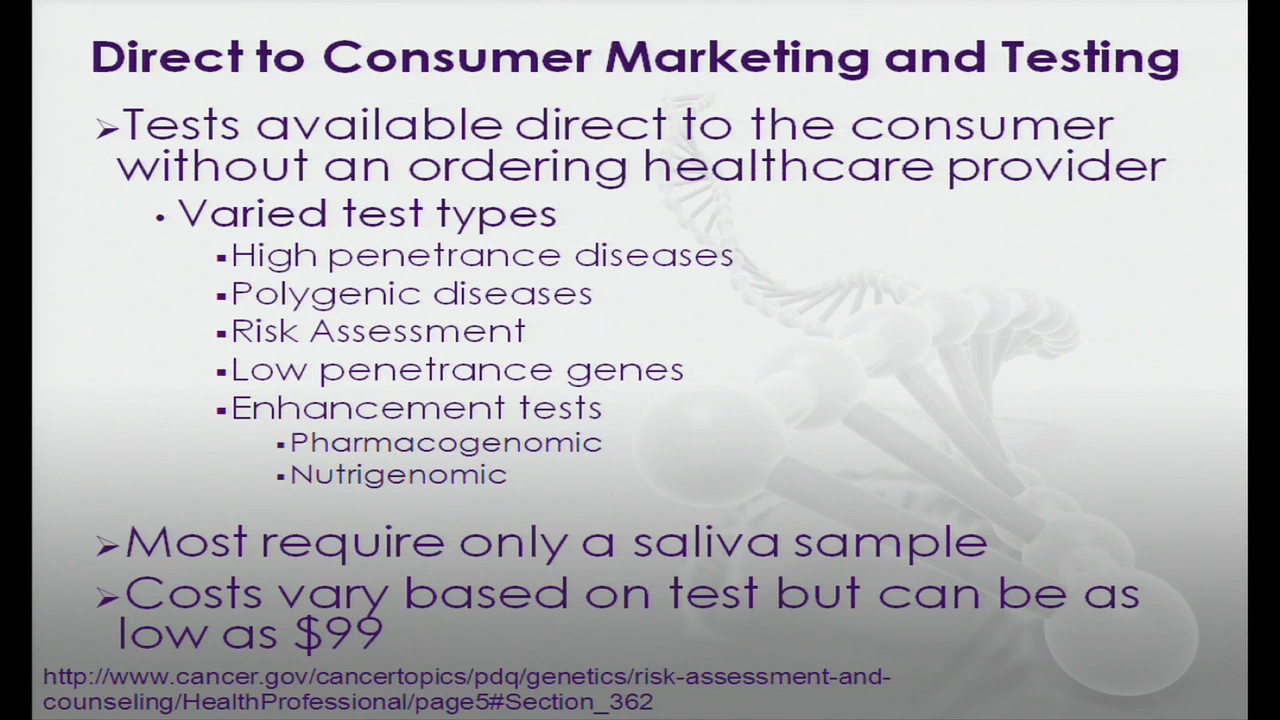 Direct to Consumer Marketing and Testing
➢Tests available direct to the consumer
without an ordering healthcare provider
• Varied test types
▪High penetrance diseases
▪Polygenic diseases
▪Risk Assessment
▪Low penetrance genes
▪Enhancement tests
▪Pharmacogenomic
▪Nutrigenomic
➢Most require only a saliva sample
➢Costs vary based on test but can be as
low as $99
http://www.cancer.gov/cancertopics/pdq/genetics/risk-assessment-and-
counseling/HealthProfessional/page5#Section_362